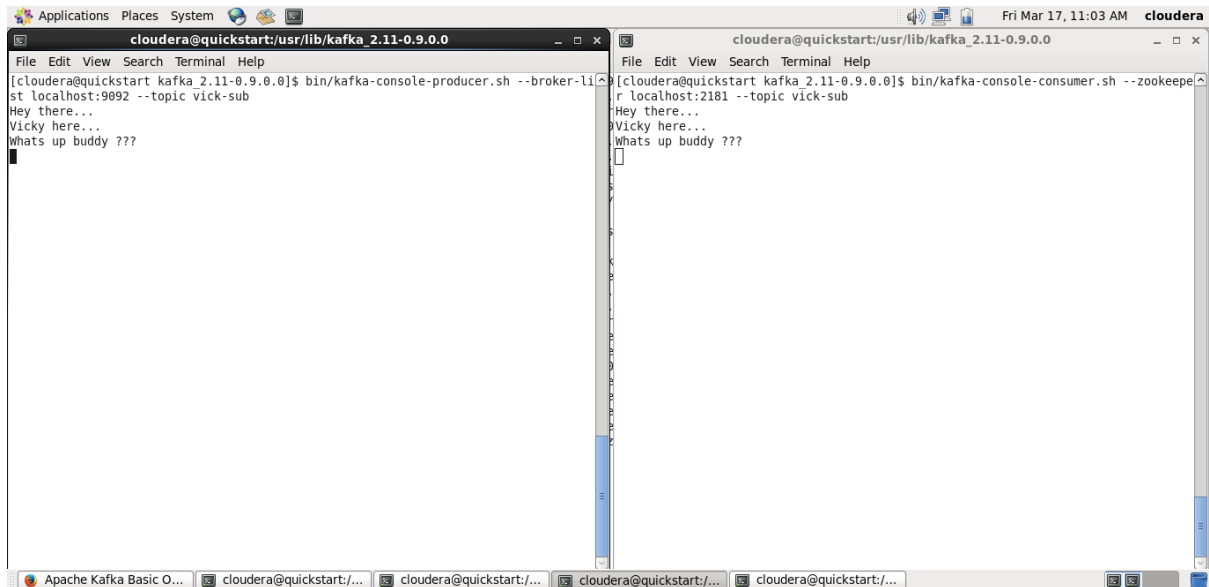 Applications Places System
Fri Mar 17, 11:03 AM cloudera
cloudera@quickstart:/usr/lib/kafka_2.11-0.9.0.0
File Edit View Search Terminal Help
[cloudera@quickstart kafka_2.11-0.9.0.0]$ bin/kafka-console-producer.sh --broker-li
st localhost:9092 --topic vick-sub
Hey there...
Vicky here...
Whats up buddy ???
cloudera@quickstart:/usr/lib/kafka_2.11-0.9.0.0
File Edit View Search Terminal Help
[cloudera@quickstart kafka_2.11-0.9.0.0]$ bin/kafka-console-consumer.sh --zookeepe
r localhost:2181 --topic vick-sub
Hey there...
Vicky here...
Whats up buddy ???
Apache Kafka Basic O...
cloudera@quickstart:/...
cloudera@quickstart:/...
cloudera@quickstart:/...
cloudera@quickstart:/...